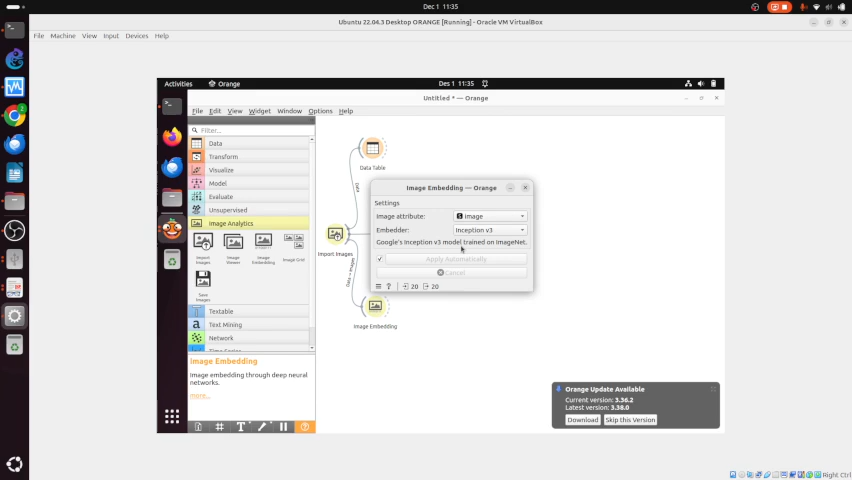 Dec 1 11:35
Ubuntu 22.04.3 Desktop ORANGE [Running] - Oracle VM VirtualBox
File Machine View Input Devices Help
Activities Orange Des 1 11:35
Untitled * — Orange
File Edit View Widget Window Options Help
Filter...
Data
Transform
Visualize
Model
Evaluate
Unsupervised
Image Analytics
Import Images
Image Viewer
Image Embedding
Image Grid
Save Images
Textable
Text Mining
Network
Time Series
Image Embedding
Image embedding through deep neural
networks.
more...
Data Table
Data
Import Images
Data → Images
Image Embedding
Image Embedding — Orange
Settings
Image attribute: S image
Embedder: Inception v3
Google's Inception v3 model trained on ImageNet.
Apply Automatically
Cancel
20 20
Orange Update Available
Current version: 3.36.2
Latest version: 3.38.0
Download Skip this Version
Right Ctrl